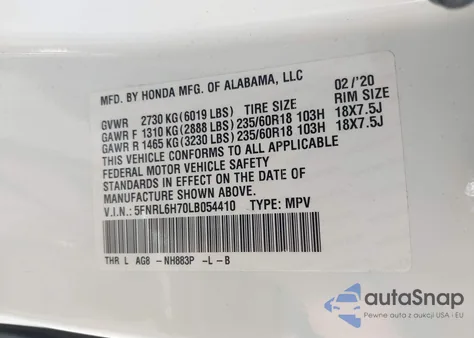 MFD. BY HONDA MFG. OF ALABAMA, LLC
02/'20
GVWR 2730 KG(6019 LBS) TIRE SIZE RIM SIZE
GAWR F 1310 KG(2888 LBS) 235/60R18 103H 18X7.5J
GAWR R 1465 KG(3230 LBS) 235/60R18 103H 18X7.5J
THIS VEHICLE CONFORMS TO ALL APPLICABLE
FEDERAL MOTOR VEHICLE SAFETY
STANDARDS IN EFFECT ON THE DATE OF
MANUFACTURE SHOWN ABOVE.
V.I.N.: 5FNRL6H70LB054410 TYPE: MPV
THR L AG8 -NH883P -L -B
autoSnap
Pewne auto z aukcji USA i EU